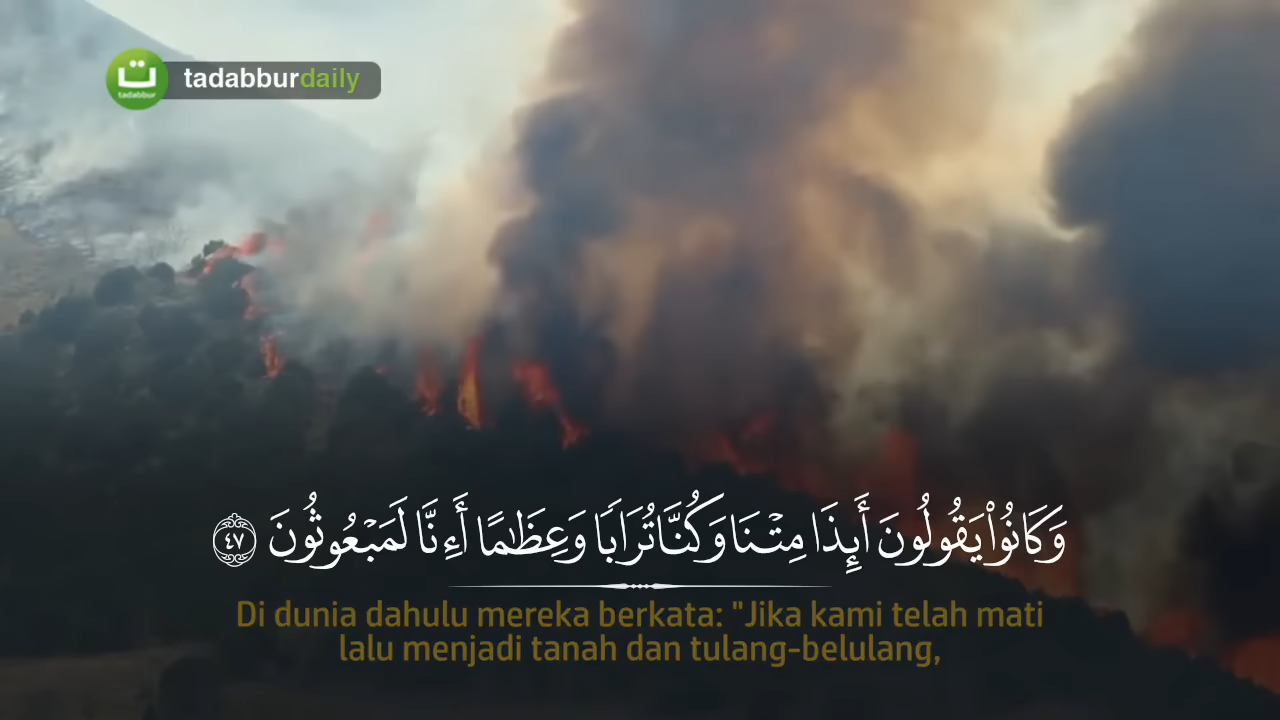 ت
tadabbur
tadabburdaily
وَكَانُوا۟ يَقُولُونَ أَئِذَا مِتْنَا وَكُنَّا تُرَابًا وَعِظَٰمًا أَءِنَّا لَمَبْعُوثُونَ ٤٧
Di dunia dahulu mereka berkata: "Jika kami telah mati
lalu menjadi tanah dan tulang-belulang,